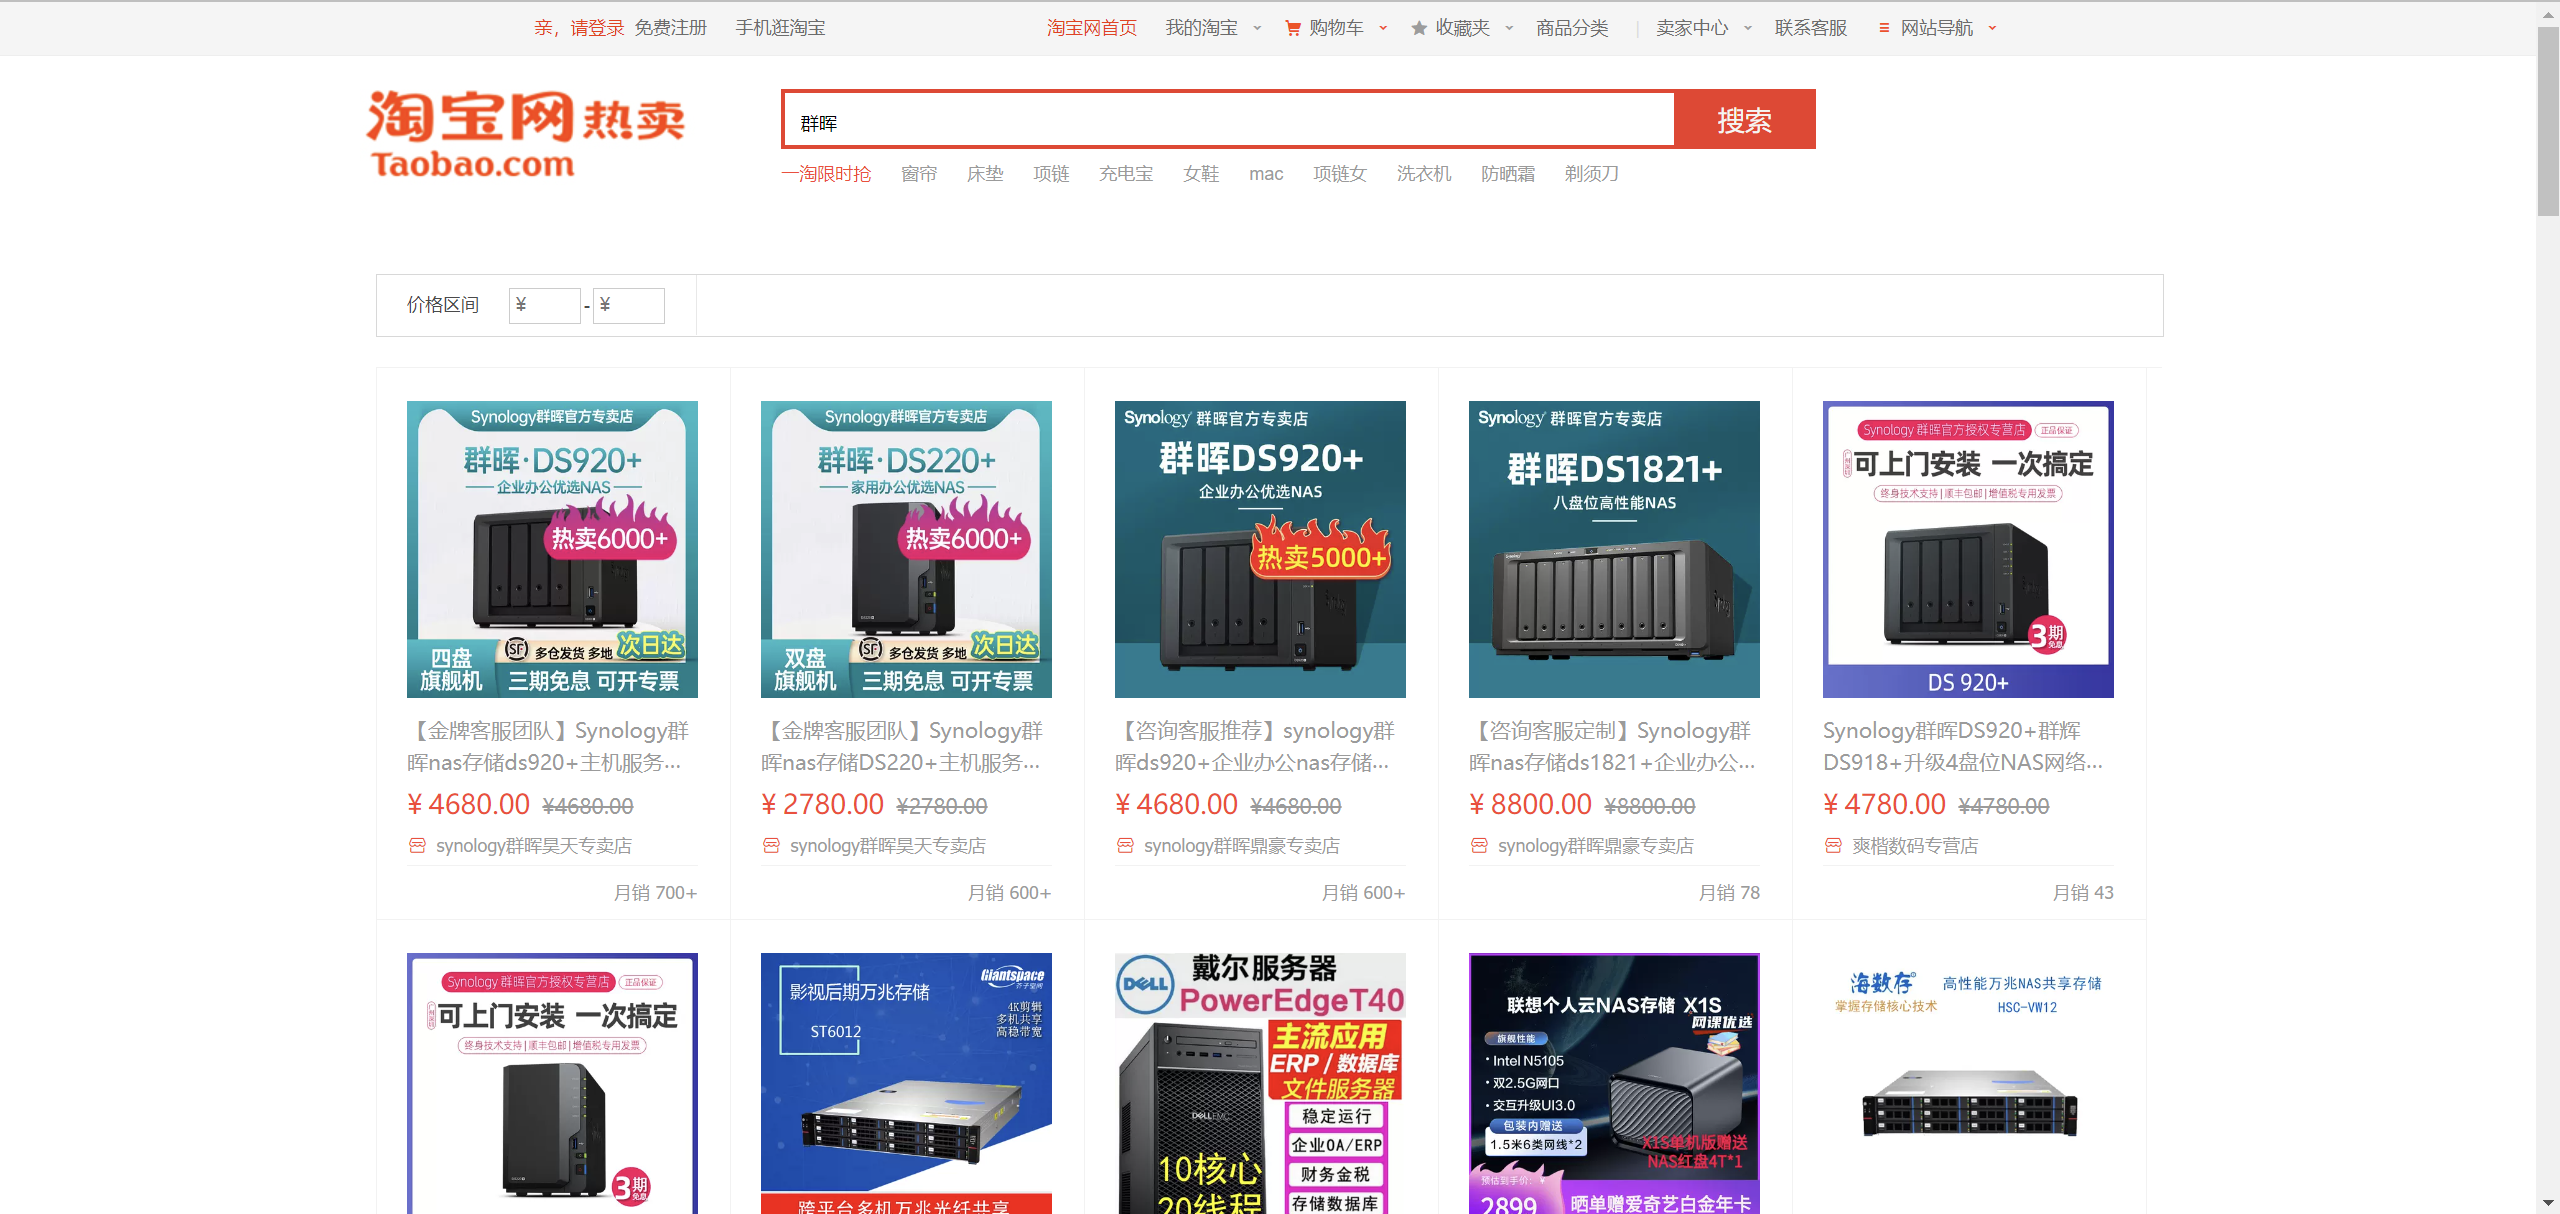 亲，请登录 免费注册 手机逛淘宝 淘宝网首页 我的淘宝 购物车 收藏夹 商品分类 卖家中心 联系客服 网站导航
淘宝网热卖
Taobao.com
群晖
搜索
一淘限时抢 窗帘 床垫 项链 充电宝 女鞋 mac 项链女 洗衣机 防晒霜 剃须刀
价格区间 ¥ - ¥
Synology群晖官方专卖店
群晖·DS920+
企业办公优选NAS
热卖6000+
SF 多仓发货 多地 次日达
四盘
旗舰机
三期免息 可开专票
【金牌客服团队】Synology群
晖nas存储ds920+主机服务...
¥ 4680.00 ¥4680.00
synology群晖昊天专卖店
月销 700+
Synology群晖官方专卖店
群晖·DS220+
家用办公优选NAS
热卖6000+
SF 多仓发货 多地 次日达
双盘
旗舰机
三期免息 可开专票
【金牌客服团队】Synology群
晖nas存储DS220+主机服务...
¥ 2780.00 ¥2780.00
synology群晖昊天专卖店
月销 600+
Synology 群晖官方专卖店
群晖DS920+
企业办公优选NAS
热卖5000+
【咨询客服推荐】synology群
晖ds920+企业办公nas存储...
¥ 4680.00 ¥4680.00
synology群晖鼎豪专卖店
月销 600+
Synology 群晖官方专卖店
群晖DS1821+
八盘位高性能NAS
【咨询客服定制】Synology群
晖nas存储ds1821+企业办公...
¥ 8800.00 ¥8800.00
synology群晖鼎豪专卖店
月销 78
Synology 群晖官方授权专营店 正品保证
可上门安装 一次搞定
终身技术支持|顺丰包邮|增值税专用发票
3期
免息
DS 920+
Synology群晖DS920+群辉
DS918+升级4盘位NAS网络...
¥ 4780.00 ¥4780.00
爽楷数码专营店
月销 43
Synology 群晖官方授权专营店 正品保证
可上门安装 一次搞定
终身技术支持|顺丰包邮|增值税专用发票
3期
免息
Giantspace
芥子空间
影视后期万兆存储
ST6012
4K剪辑
多机共享
高稳带宽
跨平台多机万兆光纤共享
DELL
戴尔服务器
PowerEdgeT40
主流应用
ERP / 数据库
文件服务器
DELLEMC
稳定运行
企业OA/ERP
财务金税
存储数据库
10核心
20线程
联想个人云NAS存储 X1S
网课优选
旗舰性能
· Intel N5105
· 双2.5G网口
· 交互升级UI3.0
包装内赠送
1.5米6类网线*2
X1S单机版赠送
NAS红盘4T*1
预估到手价：¥
2899 晒单赠爱奇艺白金年卡
海数存
掌握存储核心技术
高性能万兆NAS共享存储
HSC-VW12